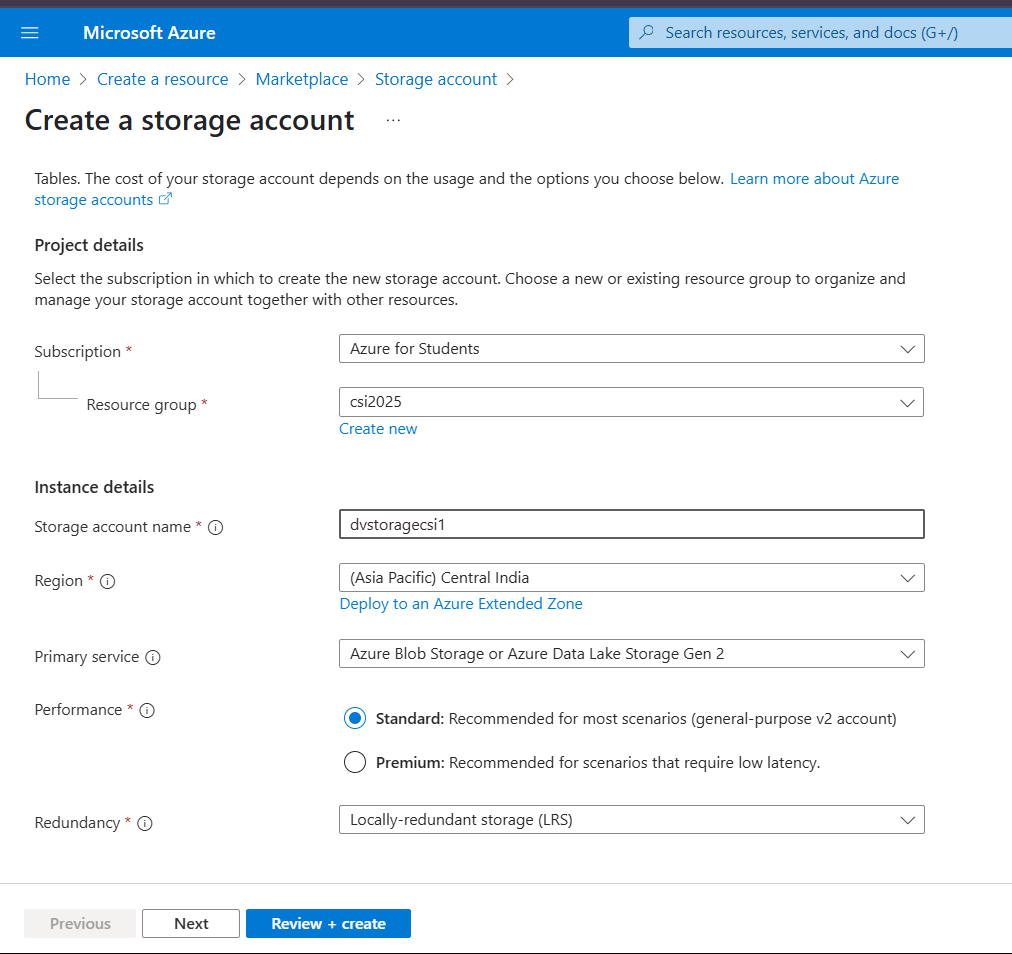 Microsoft Azure
Search resources, services, and docs (G+/)
Home > Create a resource > Marketplace > Storage account >
Create a storage account ...
Tables. The cost of your storage account depends on the usage and the options you choose below. Learn more about Azure
storage accounts
Project details
Select the subscription in which to create the new storage account. Choose a new or existing resource group to organize and
manage your storage account together with other resources.
Subscription *
Azure for Students
Resource group *
csi2025
Create new
Instance details
Storage account name *
dvstoragecsi1
Region *
(Asia Pacific) Central India
Deploy to an Azure Extended Zone
Primary service
Azure Blob Storage or Azure Data Lake Storage Gen 2
Performance *
Standard: Recommended for most scenarios (general-purpose v2 account)
Premium: Recommended for scenarios that require low latency.
Redundancy *
Locally-redundant storage (LRS)
Previous
Next
Review + create